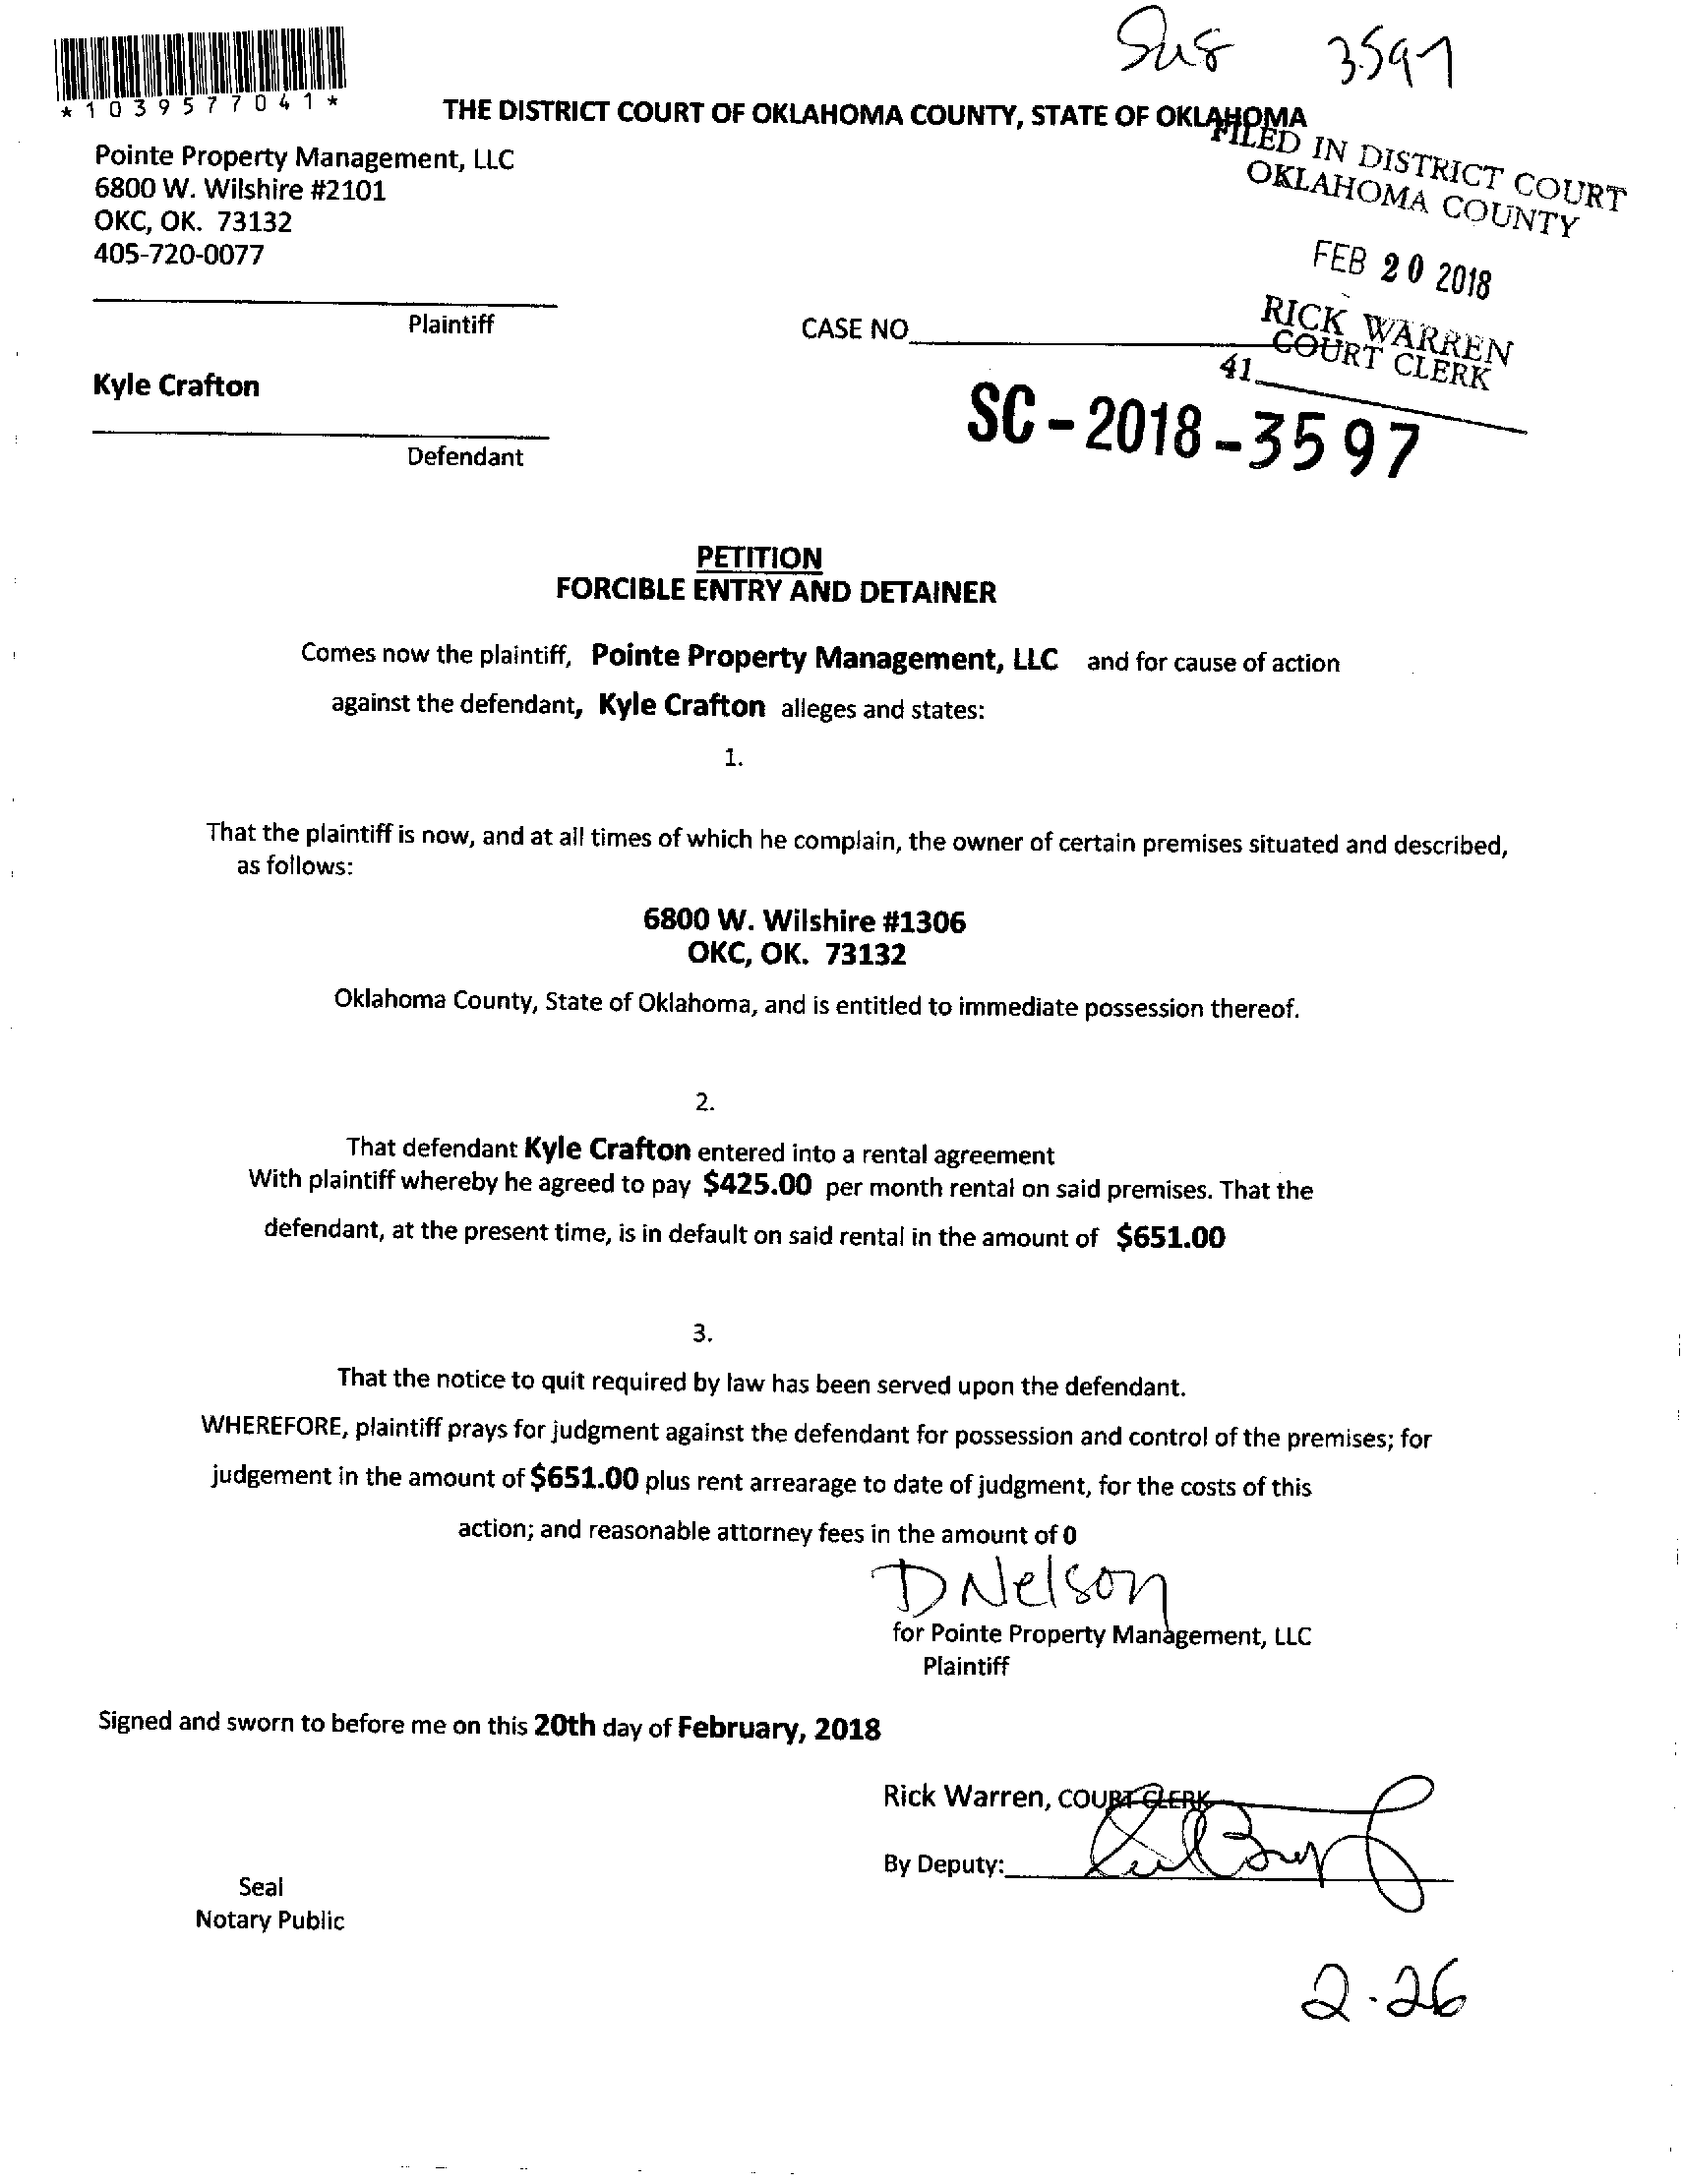 3597
*1039577041*
THE DISTRICT COURT OF OKLAHOMA COUNTY, STATE OF OKLAHOMA
FILED IN DISTRICT COURT
OKLAHOMA COUNTY
Pointe Property Management, LLC
6800 W. Wilshire #2101
OKC, OK. 73132
405-720-0077
FEB 20 2018
RICK WARREN
COURT CLERK
41
Plaintiff
CASE NO
Kyle Crafton
SC-2018-3597
Defendant
PETITION
FORCIBLE ENTRY AND DETAINER
Comes now the plaintiff, Pointe Property Management, LLC and for cause of action
against the defendant, Kyle Crafton alleges and states:
1.
That the plaintiff is now, and at all times of which he complain, the owner of certain premises situated and described,
as follows:
6800 W. Wilshire #1306
OKC, OK. 73132
Oklahoma County, State of Oklahoma, and is entitled to immediate possession thereof.
2.
That defendant Kyle Crafton entered into a rental agreement
With plaintiff whereby he agreed to pay $425.00 per month rental on said premises. That the
defendant, at the present time, is in default on said rental in the amount of $651.00
3.
That the notice to quit required by law has been served upon the defendant.
WHEREFORE, plaintiff prays for judgment against the defendant for possession and control of the premises; for
judgement in the amount of $651.00 plus rent arrearage to date of judgment, for the costs of this
action; and reasonable attorney fees in the amount of 0
D Nelson
for Pointe Property Management, LLC
Plaintiff
Signed and sworn to before me on this 20th day of February, 2018
Rick Warren, COURT CLERK
By Deputy:
Seal
Notary Public
2-26